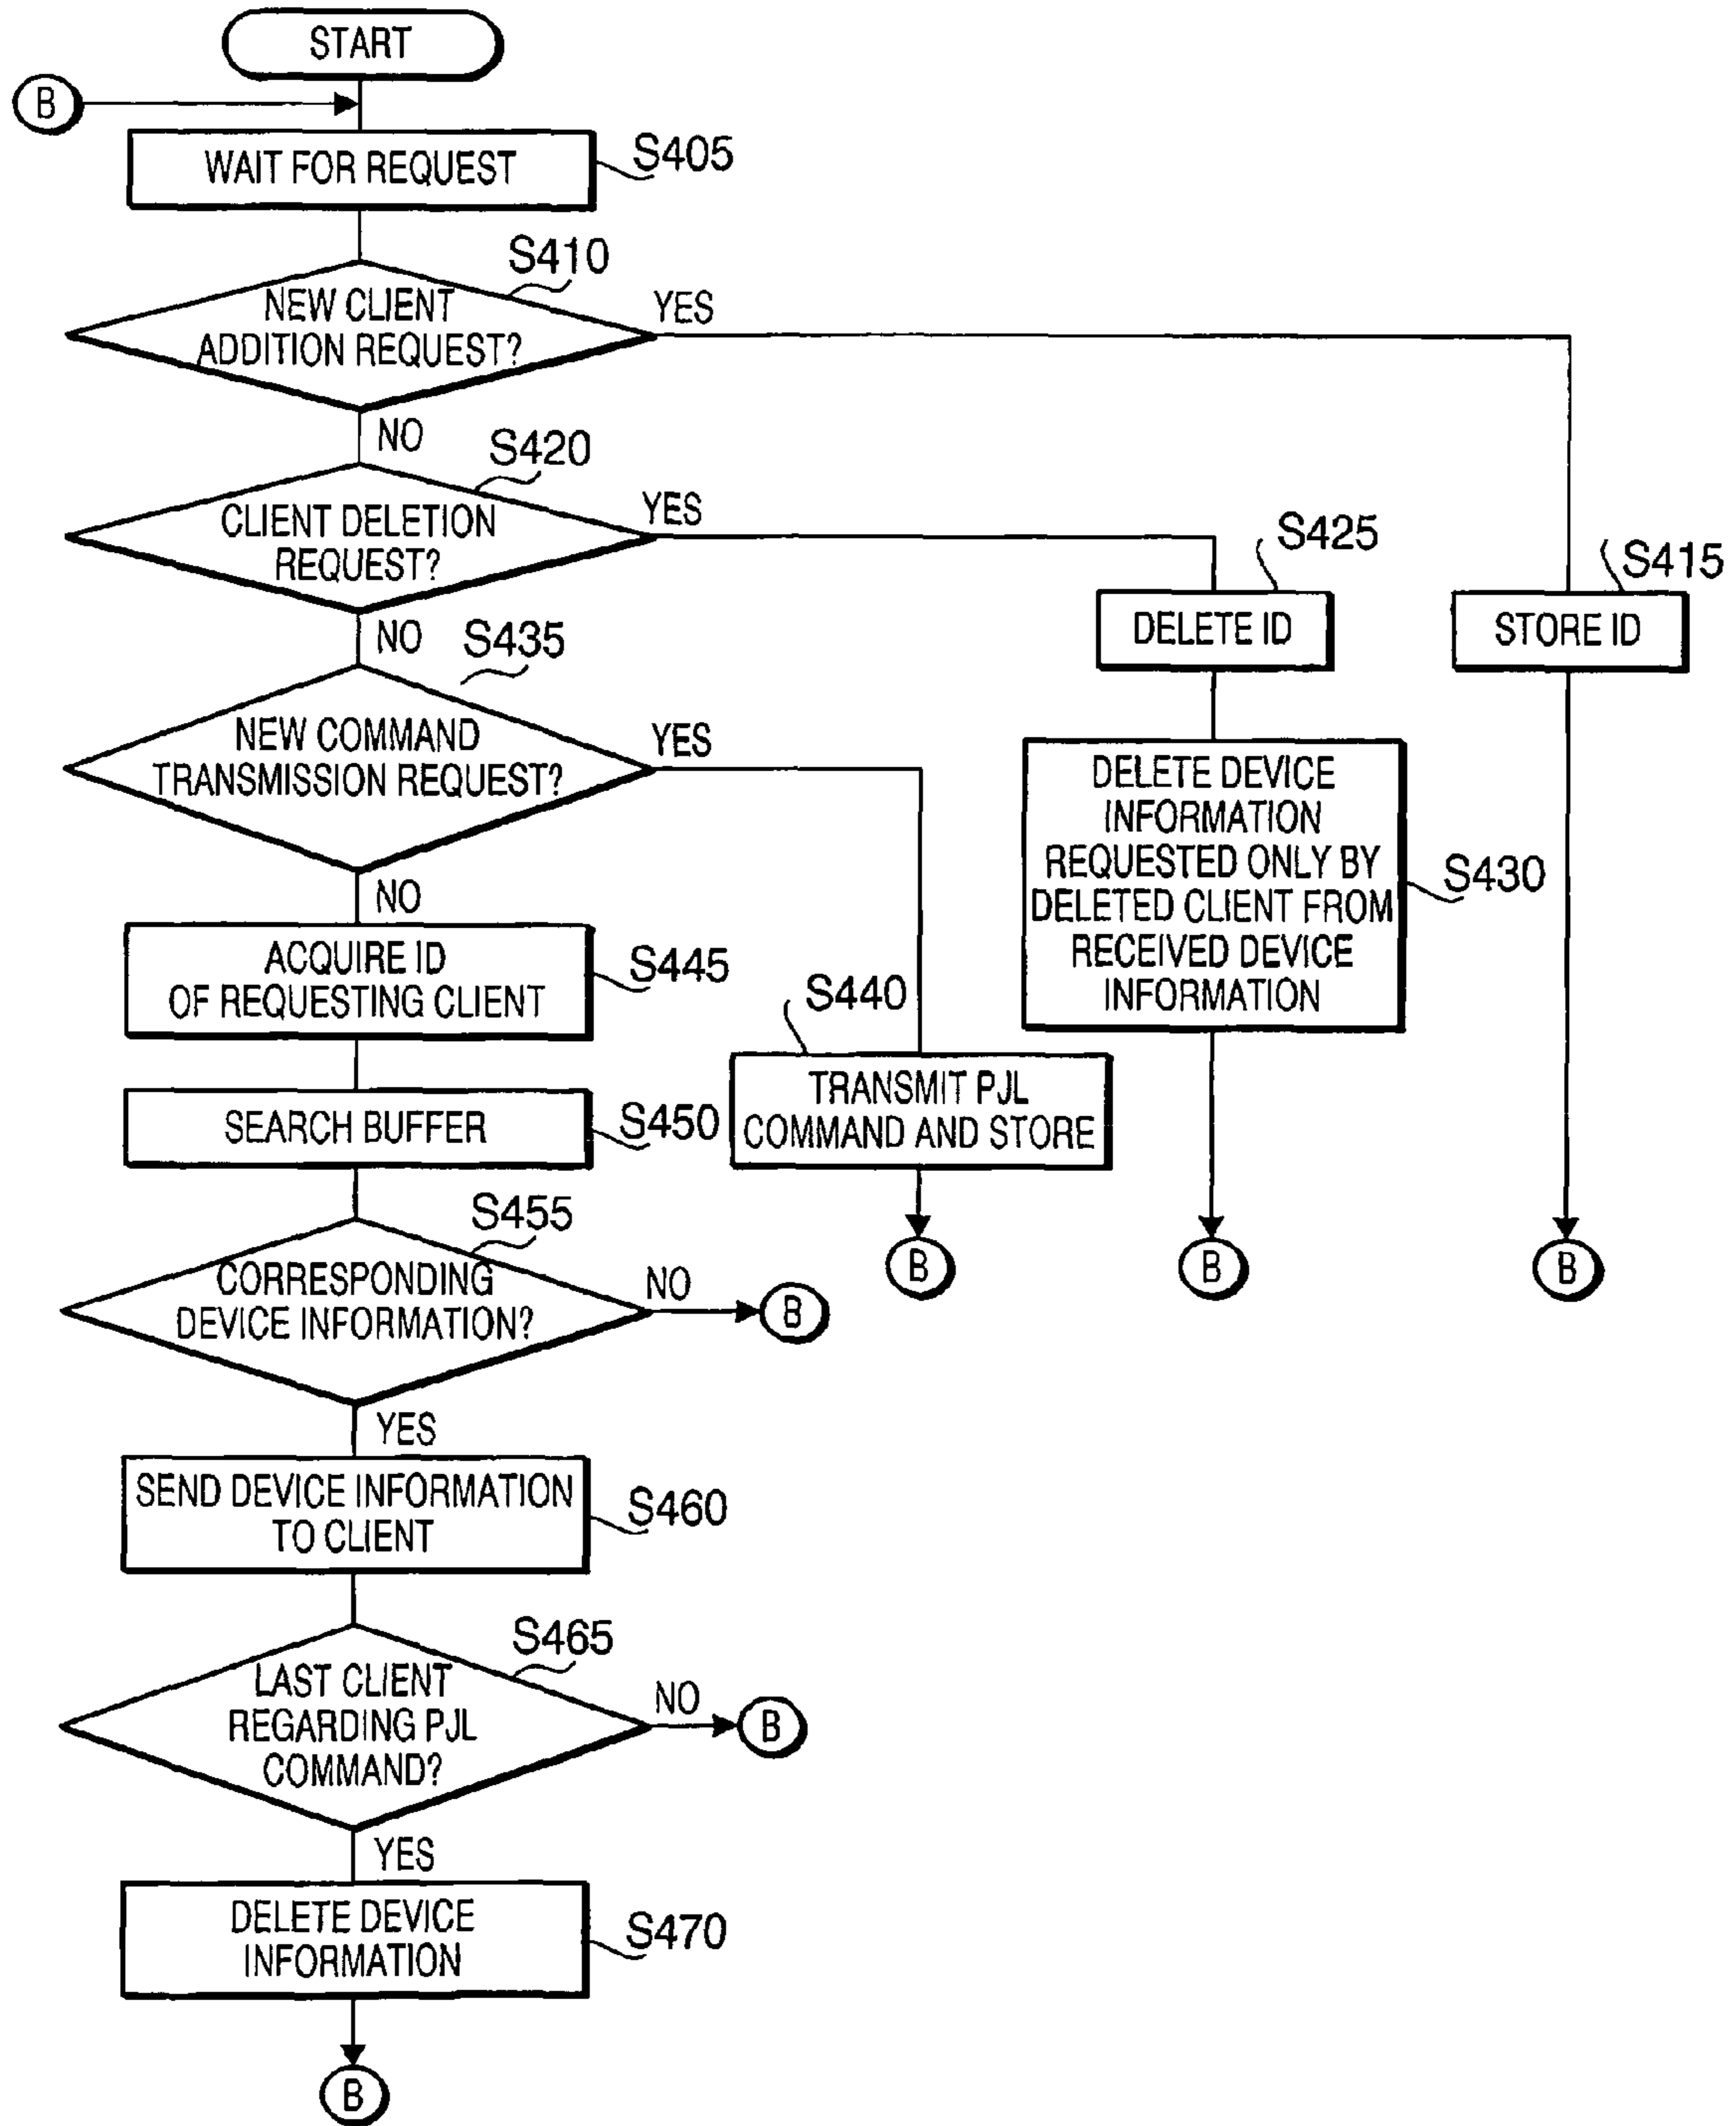 START
B
WAIT FOR REQUEST
S405
S410
NEW CLIENT
ADDITION REQUEST?
YES
NO
S420
CLIENT DELETION
REQUEST?
YES
S425
S415
DELETE ID
STORE ID
NO
S435
NEW COMMAND
TRANSMISSION REQUEST?
YES
DELETE DEVICE
INFORMATION
REQUESTED ONLY BY
DELETED CLIENT FROM
RECEIVED DEVICE
INFORMATION
S430
NO
ACQUIRE ID
OF REQUESTING CLIENT
S445
S440
TRANSMIT PJL
COMMAND AND STORE
SEARCH BUFFER
S450
S455
CORRESPONDING
DEVICE INFORMATION?
NO
B
B
B
B
YES
SEND DEVICE INFORMATION
TO CLIENT
S460
S465
LAST CLIENT
REGARDING PJL
COMMAND?
NO
B
YES
DELETE DEVICE
INFORMATION
S470
B